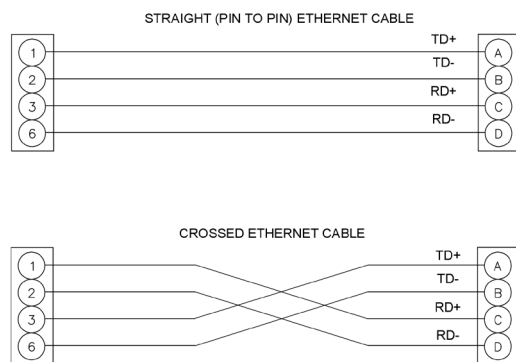 STRAIGHT (PIN TO PIN) ETHERNET CABLE
1 TD+ A
2 TD- B
3 RD+ C
6 RD- D
CROSSED ETHERNET CABLE
1 TD+ A
2 TD- B
3 RD+ C
6 RD- D